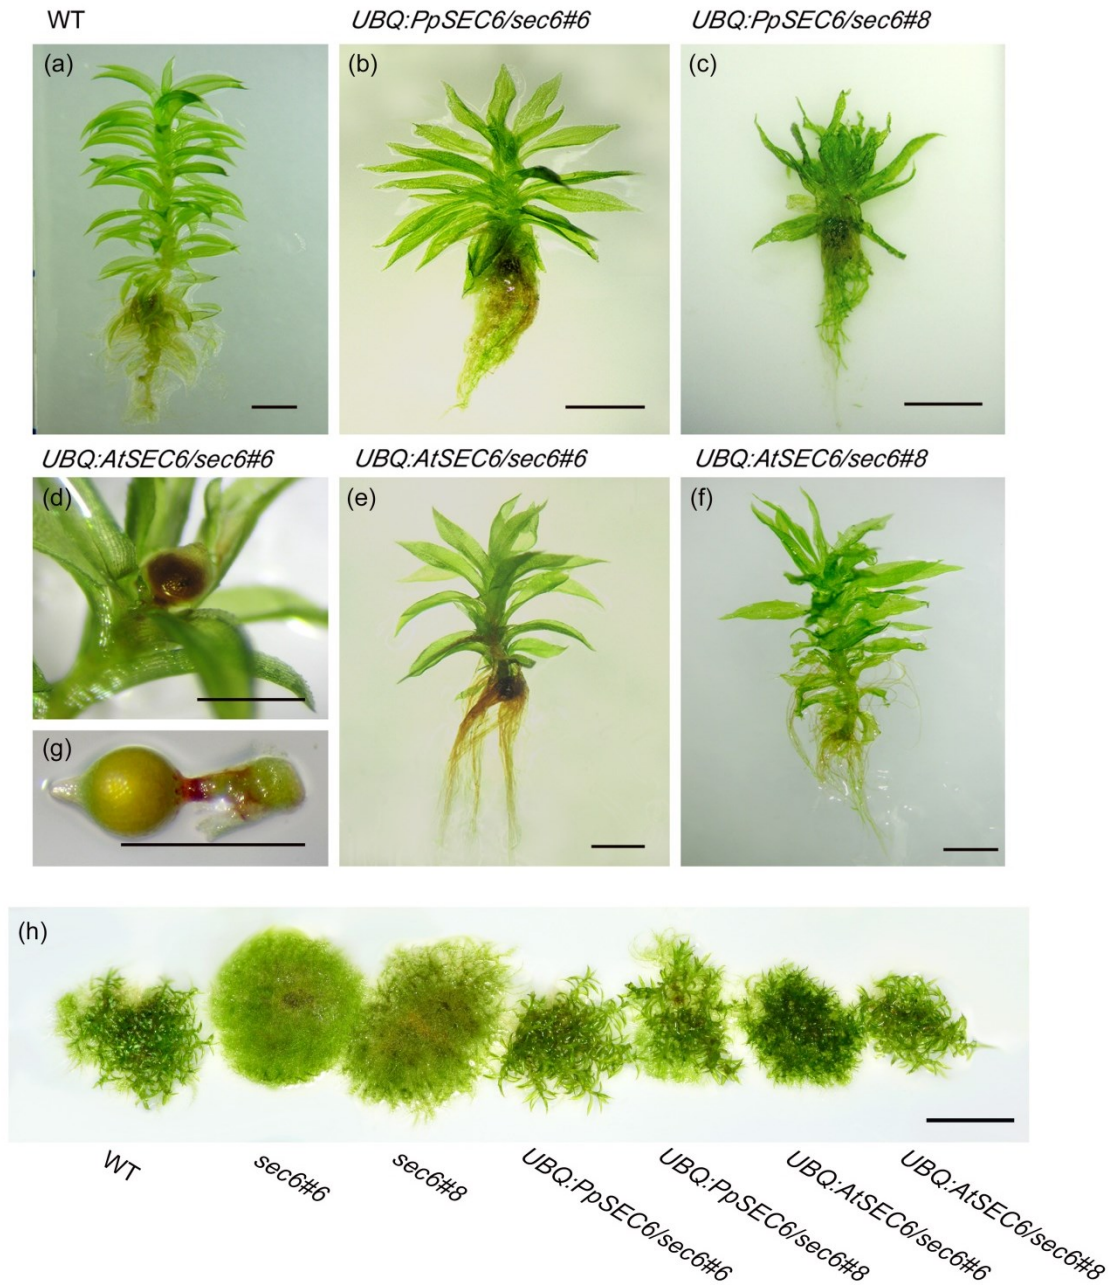 WT
UBQ:PpSEC6/sec6#6
UBQ:PpSEC6/sec6#8
(a)
(b)
(c)
UBQ:AtSEC6/sec6#6
UBQ:AtSEC6/sec6#6
UBQ:AtSEC6/sec6#8
(d)
(e)
(f)
(g)
(h)
WT
sec6#6
sec6#8
UBQ:PpSEC6/sec6#6
UBQ:PpSEC6/sec6#8
UBQ:AtSEC6/sec6#6
UBQ:AtSEC6/sec6#8